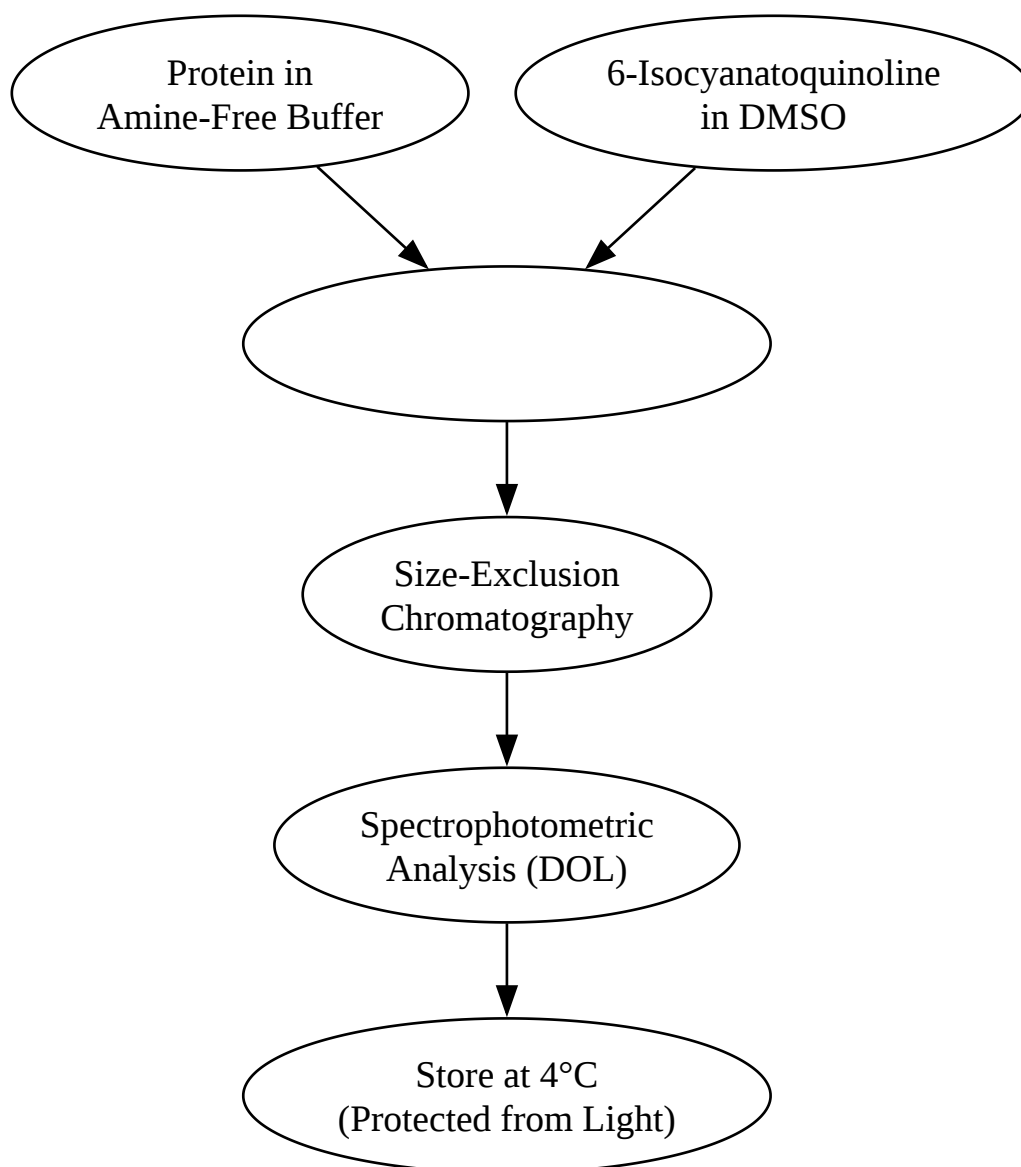 Protein in
Amine-Free Buffer
6-Isocyanatoquinoline
in DMSO
Size-Exclusion
Chromatography
Spectrophotometric
Analysis (DOL)
Store at 4°C
(Protected from Light)